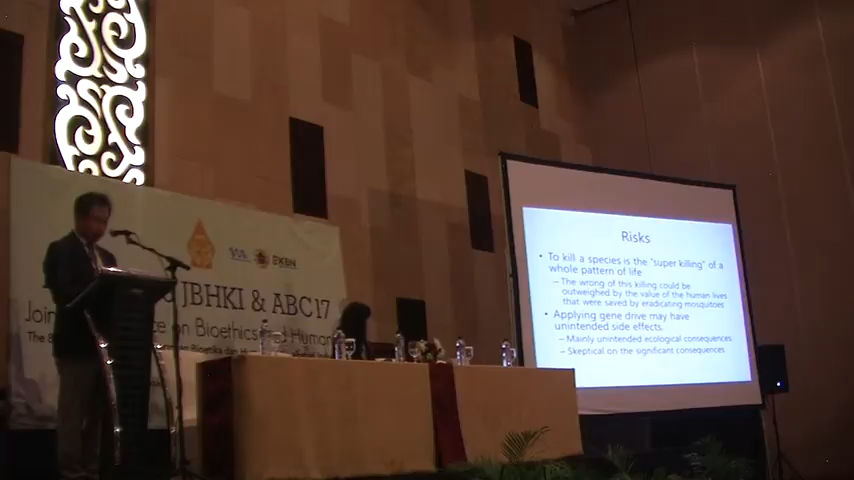 Risks
• To kill a species is the "super killing" of a
whole pattern of life
– The wrong of this killing could be
outweighed by the value of the human lives
that were saved by eradicating mosquitoes
• Applying gene drive may have
unintended side effects.
– Mainly unintended ecological consequences
– Skeptical on the significant consequences
JBHKI & ABC17
on Bioethics
Human
The 8